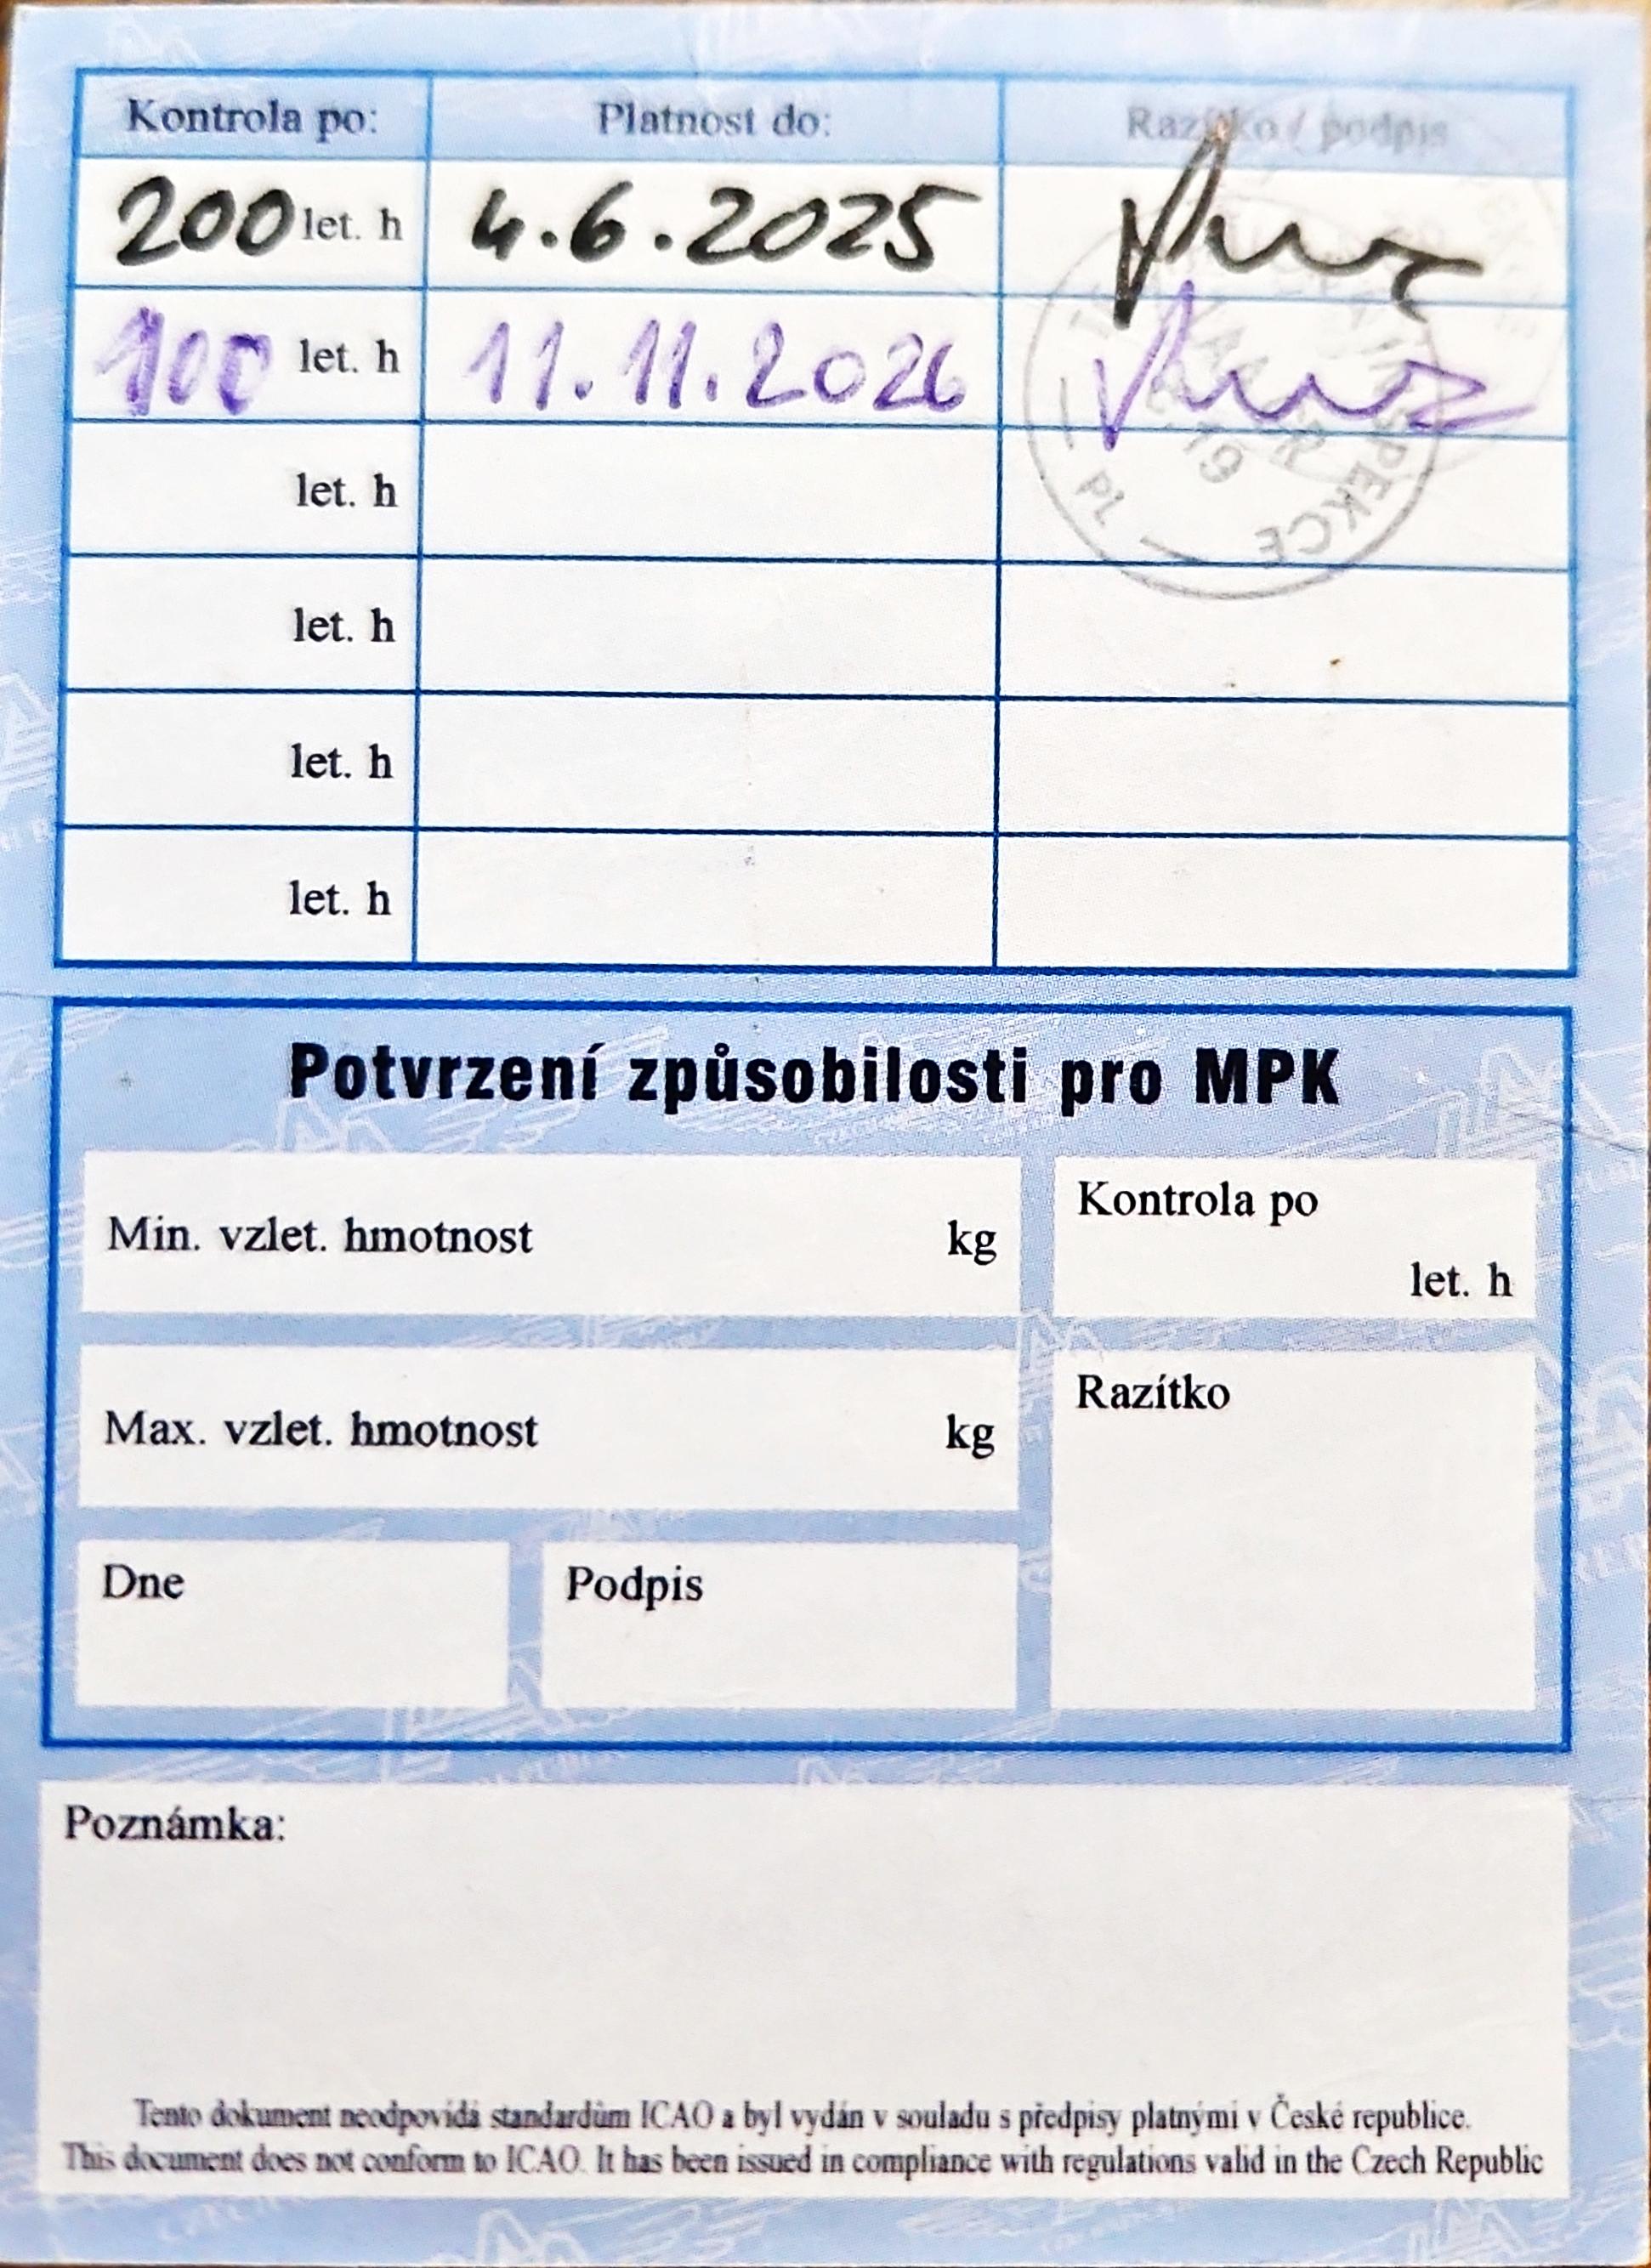 Kontrola po: Platnost do: Razítko / podpis
200 let. h 4.6.2025
100 let. h 11.11.2026
let. h
let. h
let. h
let. h
19
PEKCE
Potvrzení způsobilosti pro MPK
Min. vzlet. hmotnost kg
Kontrola po
let. h
Max. vzlet. hmotnost kg
Razítko
Dne
Podpis
Poznámka:
Tento dokument neodpovídá standardům ICAO a byl vydán v souladu s předpisy platnými v České republice.
This document does not conform to ICAO. It has been issued in compliance with regulations valid in the Czech Republic